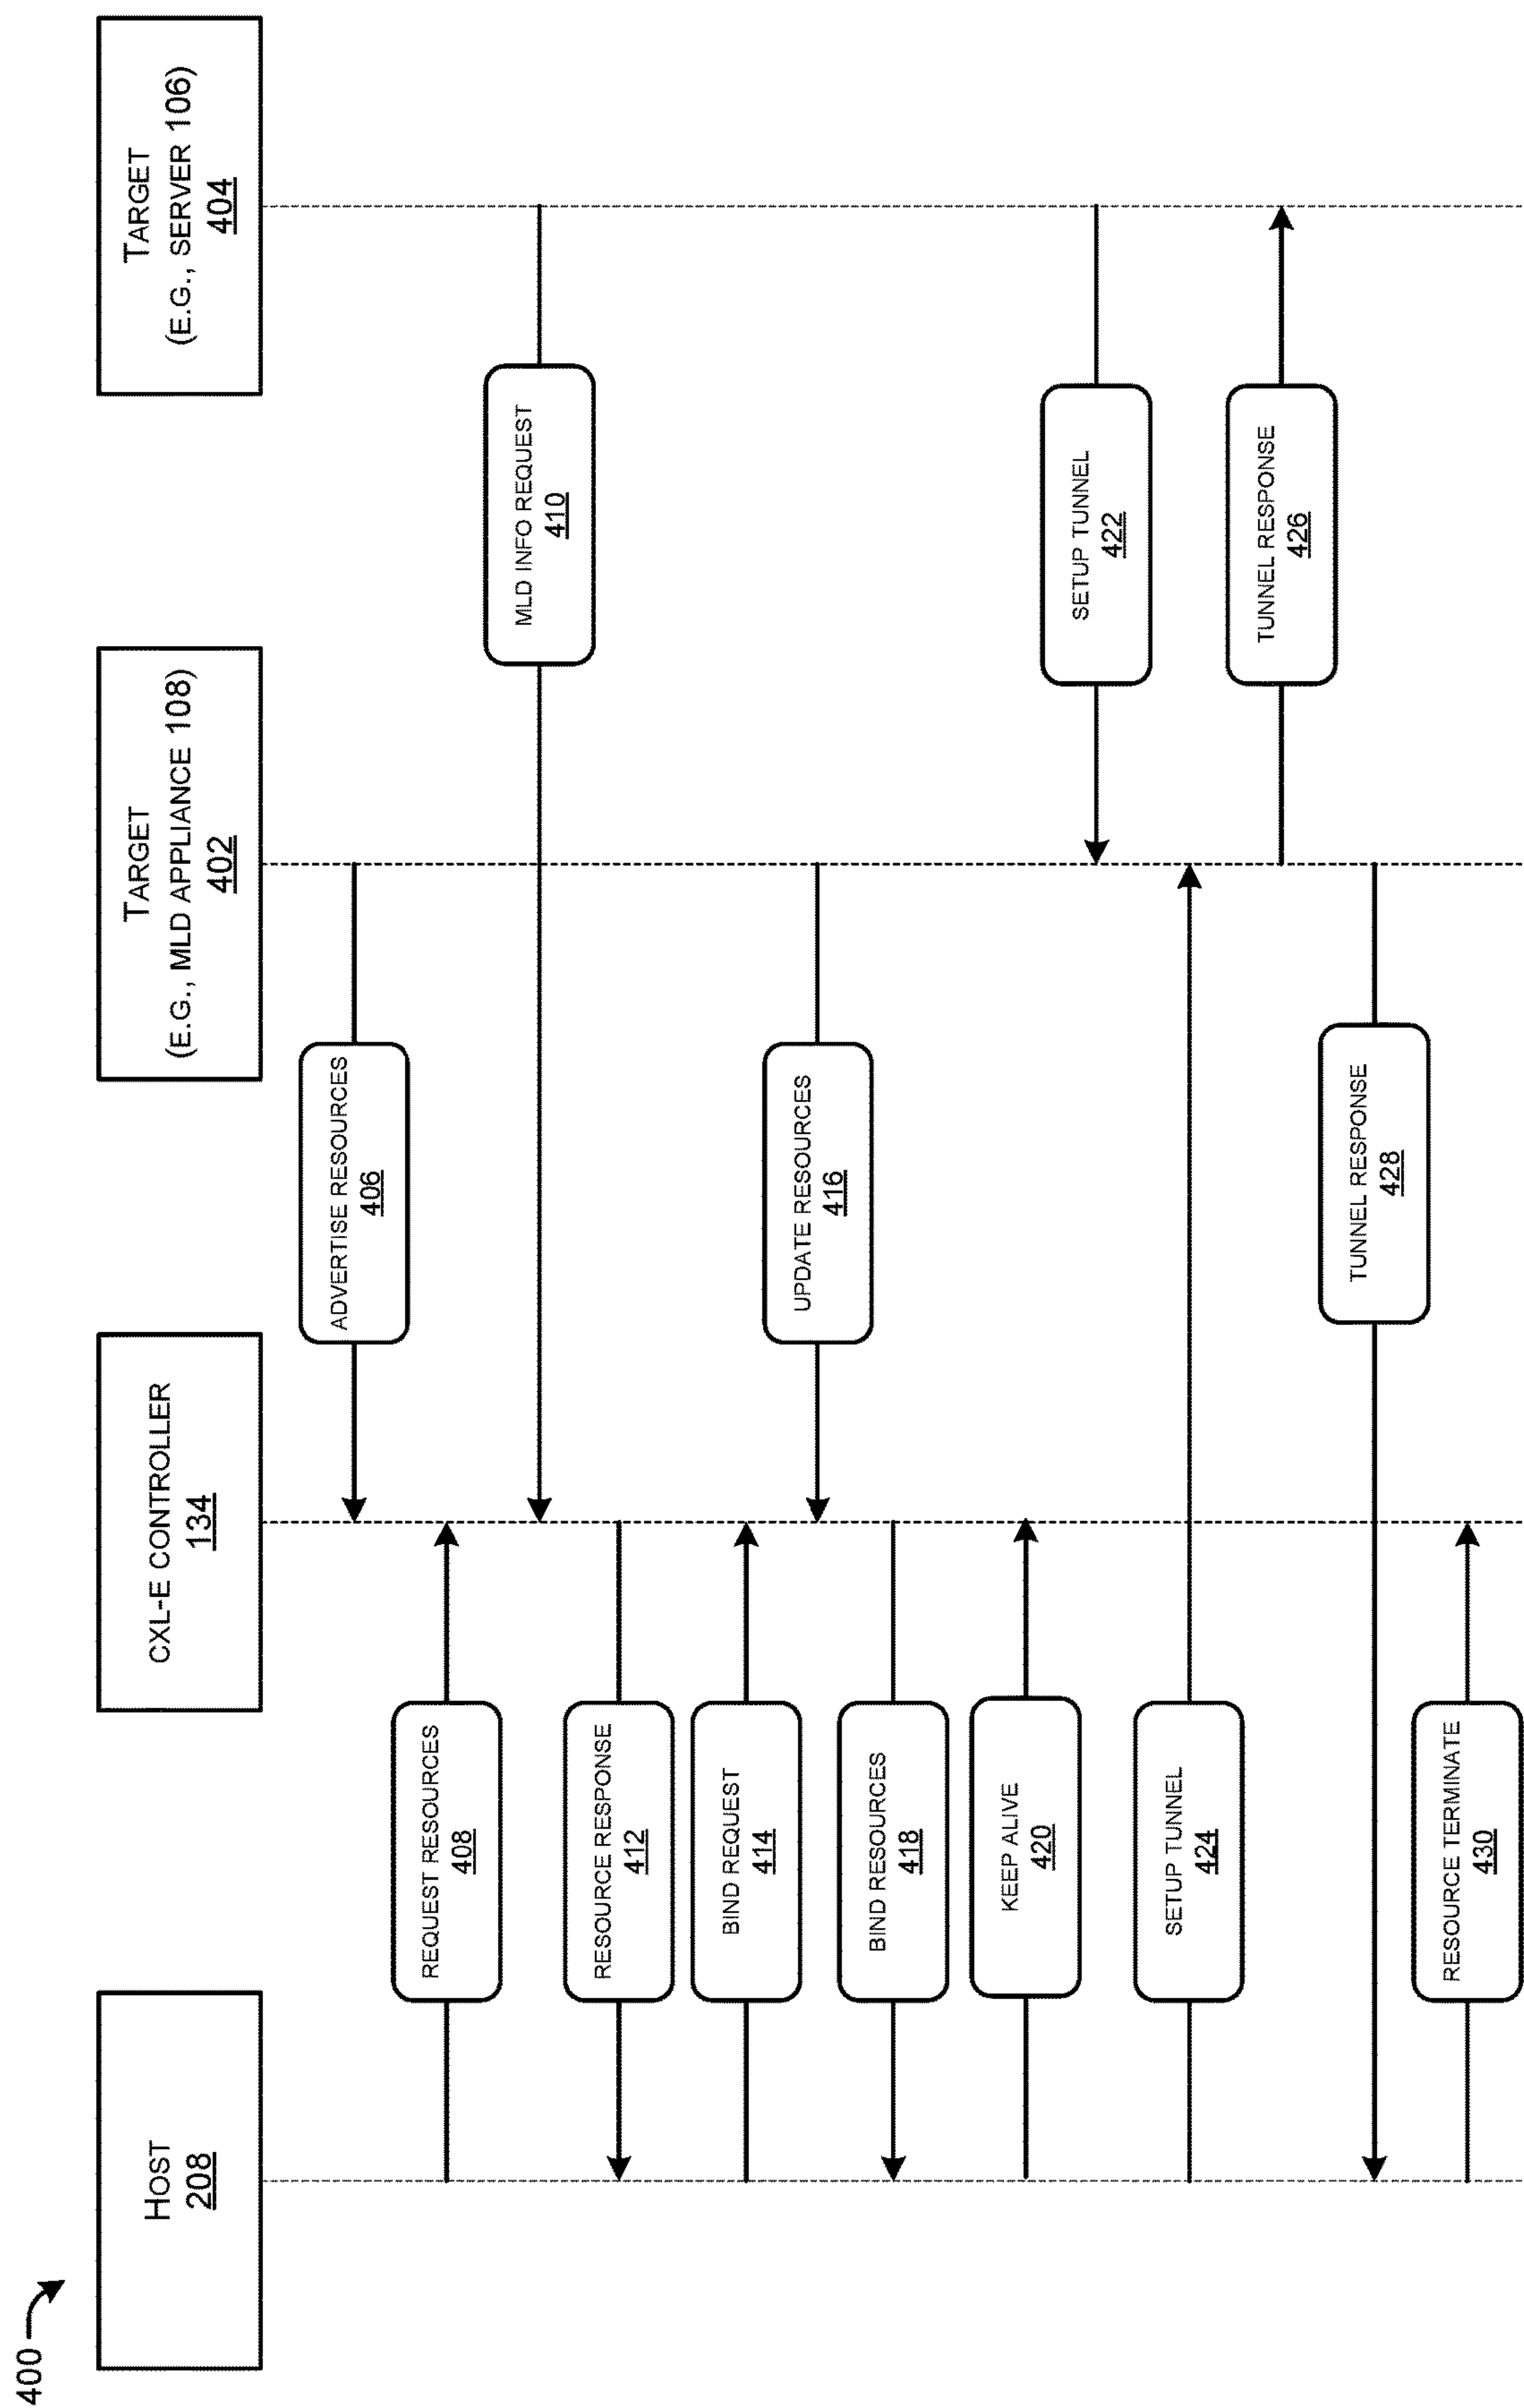 400
HOST
208
CXL-E CONTROLLER
134
TARGET
(E.G., MLD APPLIANCE 108)
402
TARGET
(E.G., SERVER 106)
404
ADVERTISE RESOURCES
406
REQUEST RESOURCES
408
MLD INFO REQUEST
410
RESOURCE RESPONSE
412
BIND REQUEST
414
UPDATE RESOURCES
416
BIND RESOURCES
418
KEEP ALIVE
420
SETUP TUNNEL
422
SETUP TUNNEL
424
TUNNEL RESPONSE
426
TUNNEL RESPONSE
428
RESOURCE TERMINATE
430